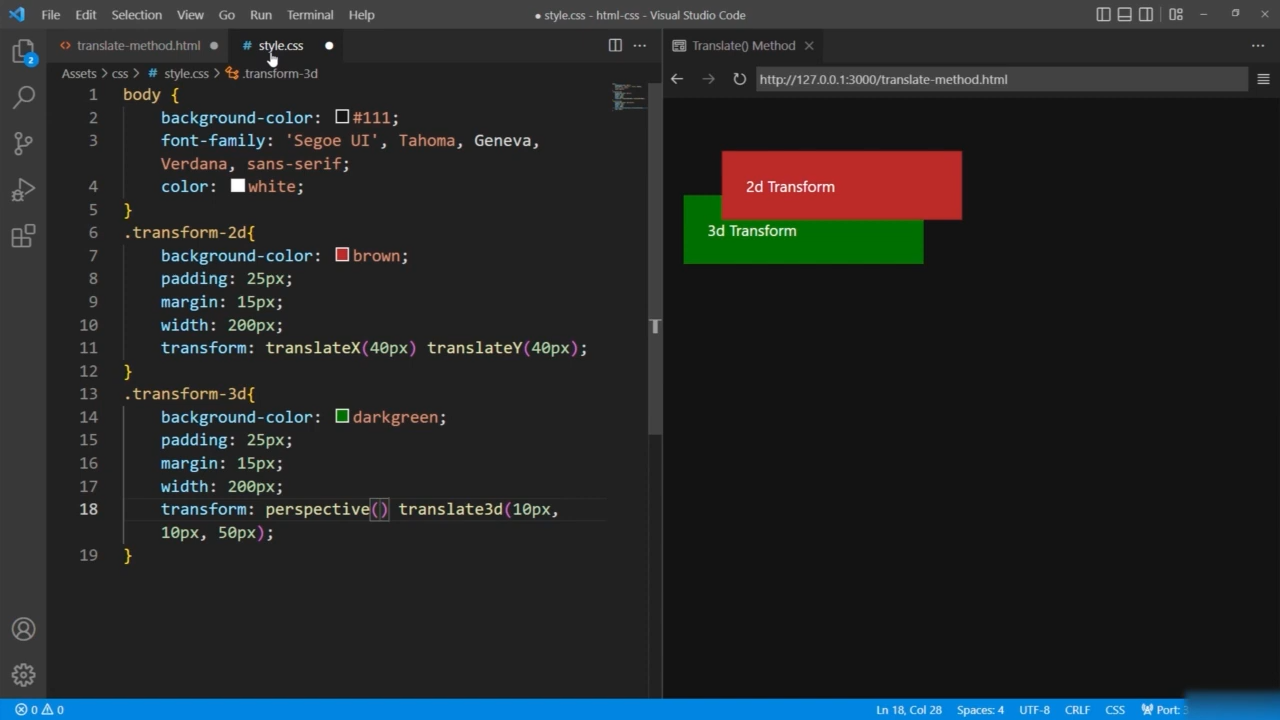 File Edit Selection View Go Run Terminal Help
● style.css - html-css - Visual Studio Code
<> translate-method.html ●
# style.css ●
Assets > css > # style.css > .transform-3d
1 body {
2 background-color: #111;
3 font-family: 'Segoe UI', Tahoma, Geneva,
Verdana, sans-serif;
4 color: white;
5 }
6 .transform-2d{
7 background-color: brown;
8 padding: 25px;
9 margin: 15px;
10 width: 200px;
11 transform: translateX(40px) translateY(40px);
12 }
13 .transform-3d{
14 background-color: darkgreen;
15 padding: 25px;
16 margin: 15px;
17 width: 200px;
18 transform: perspective() translate3d(10px,
10px, 50px);
19 }
2
Translate() Method
http://127.0.0.1:3000/translate-method.html
2d Transform
3d Transform
0 0
Ln 18, Col 28
Spaces: 4
UTF-8
CRLF
CSS
Port: